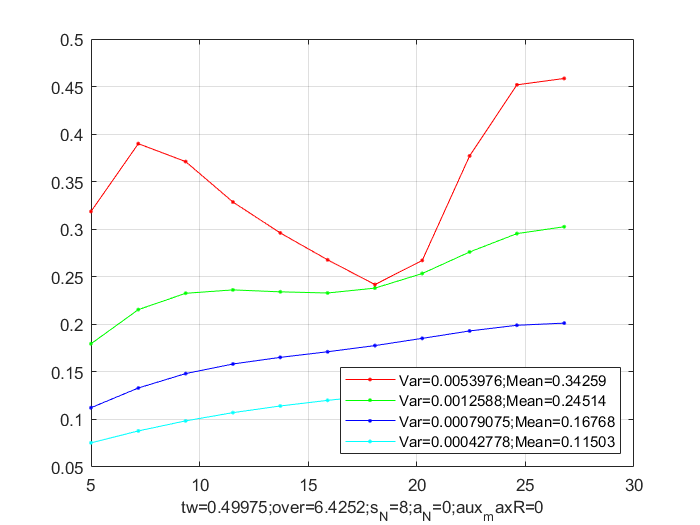 0.5
0.45
0.4
0.35
0.3
0.25
0.2
0.15
0.1
0.05
5 10 15 20 25 30
Var=0.0053976;Mean=0.34259
Var=0.0012588;Mean=0.24514
Var=0.00079075;Mean=0.16768
Var=0.00042778;Mean=0.11503
tw=0.49975;over=6.4252;s_N=8;a_N=0;aux_maxR=0